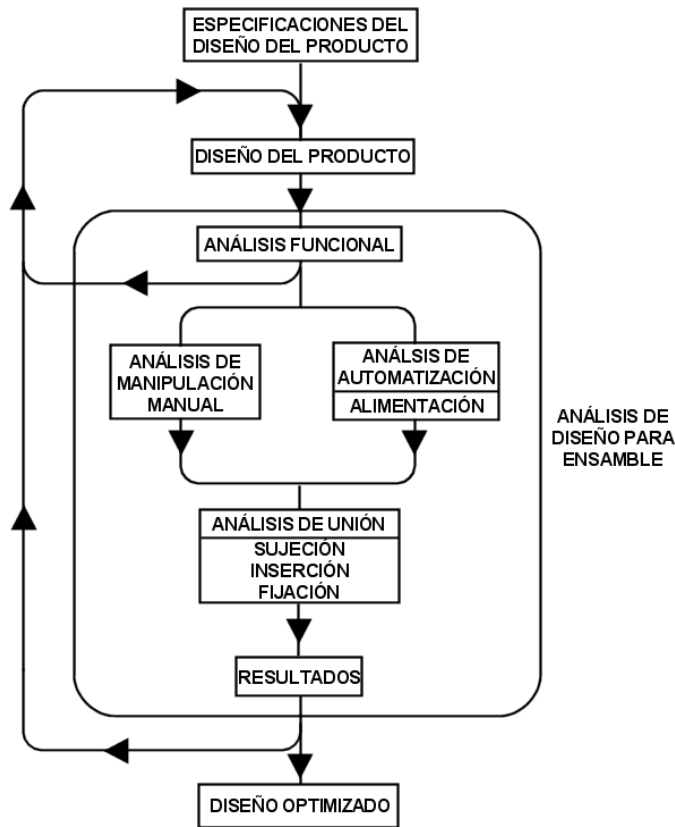 ESPECIFICACIONES DEL
DISEÑO DEL PRODUCTO
DISEÑO DEL PRODUCTO
ANÁLISIS FUNCIONAL
ANÁLISIS DE
MANIPULACIÓN
MANUAL
ANÁLSIS DE
AUTOMATIZACIÓN
ALIMENTACIÓN
ANÁLISIS DE
DISEÑO PARA
ENSAMBLE
ANÁLISIS DE UNIÓN
SUJECIÓN
INSERCIÓN
FIJACIÓN
RESULTADOS
DISEÑO OPTIMIZADO